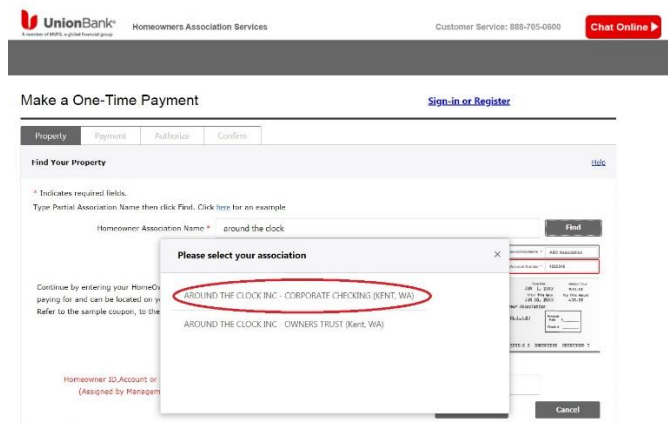 UnionBank®
A member of MUFG, a global financial group
Homeowners Association Services
Customer Service: 888-705-0600
Chat Online
Make a One-Time Payment
Sign-in or Register
Property
Payment
Authorize
Confirm
Find Your Property
Help
* Indicates required fields.
Type Partial Association Name then click Find. Click here for an example
Homeowner Association Name *
around the clock
Find
Please select your association
×
ABC Association
AROUND THE CLOCK INC - CORPORATE CHECKING (KENT, WA)
AROUND THE CLOCK INC OWNERS TRUST (Kent, WA)
Continue by entering your HomeOw
paying for and can be located on y
Refer to the sample coupon, to the
Homeowner ID,Account or
(Assigned by Managem
Cancel